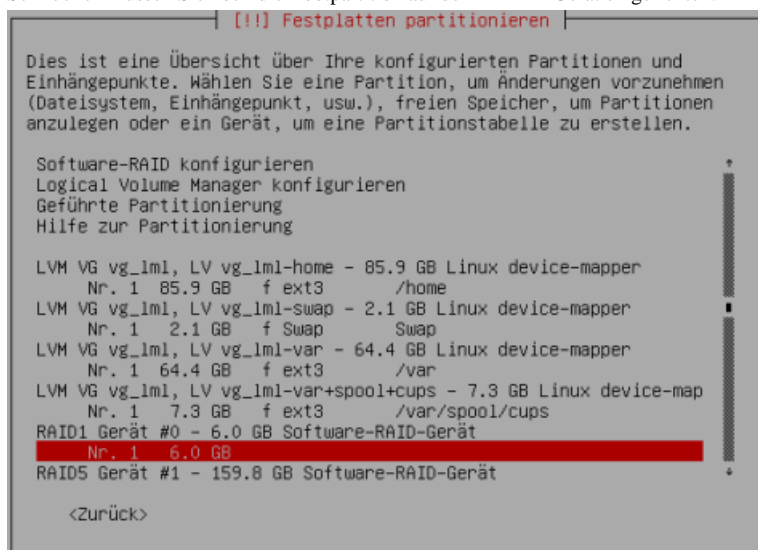 [!!] Festplatten partitionieren
Dies ist eine Übersicht über Ihre konfigurierten Partitionen und
Einhängepunkte. Wählen Sie eine Partition, um Änderungen vorzunehmen
(Dateisystem, Einhängepunkt, usw.), freien Speicher, um Partitionen
anzulegen oder ein Gerät, um eine Partitionstabelle zu erstellen.
Software-RAID konfigurieren
Logical Volume Manager konfigurieren
Geführte Partitionierung
Hilfe zur Partitionierung
LVM VG vg_lml, LV vg_lml-home - 85.9 GB Linux device-mapper
Nr. 1 85.9 GB f ext3 /home
LVM VG vg_lml, LV vg_lml-swap - 2.1 GB Linux device-mapper
Nr. 1 2.1 GB f Swap Swap
LVM VG vg_lml, LV vg_lml-var - 64.4 GB Linux device-mapper
Nr. 1 64.4 GB f ext3 /var
LVM VG vg_lml, LV vg_lml-var+spool+cups - 7.3 GB Linux device-map
Nr. 1 7.3 GB f ext3 /var/spool/cups
RAID1 Gerät #0 - 6.0 GB Software-RAID-Gerät
Nr. 1 6.0 GB
RAID5 Gerät #1 - 159.8 GB Software-RAID-Gerät
<Zurück>